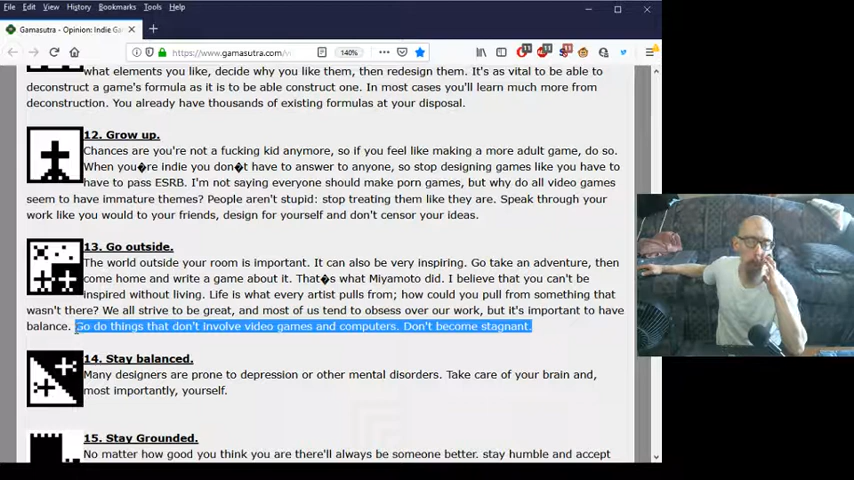 File Edit View History Bookmarks Tools Help
Gamasutra - Opinion: Indie Ga
https://www.gamasutra.com/
140%
what elements you like, decide why you like them, then redesign them. It's as vital to be able to
deconstruct a game's formula as it is to be able construct one. In most cases you'll learn much more from
deconstruction. You already have thousands of existing formulas at your disposal.
12. Grow up.
Chances are you're not a fucking kid anymore, so if you feel like making a more adult game, do so.
When you�re indie you don�t have to answer to anyone, so stop designing games like you have to
have to pass ESRB. I'm not saying everyone should make porn games, but why do all video games
seem to have immature themes? People aren't stupid: stop treating them like they are. Speak through your
work like you would to your friends, design for yourself and don't censor your ideas.
13. Go outside.
The world outside your room is important. It can also be very inspiring. Go take an adventure, then
come home and write a game about it. That�s what Miyamoto did. I believe that you can't be
inspired without living. Life is what every artist pulls from; how could you pull from something that
wasn't there? We all strive to be great, and most of us tend to obsess over our work, but it's important to have
balance. Go do things that don't involve video games and computers. Don't become stagnant.
14. Stay balanced.
Many designers are prone to depression or other mental disorders. Take care of your brain and,
most importantly, yourself.
15. Stay Grounded.
No matter how good you think you are there'll always be someone better. stay humble and accept